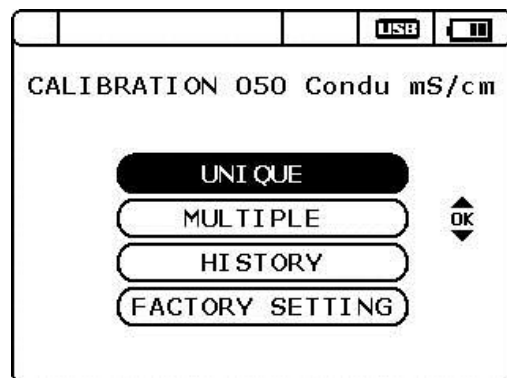 USB
CALIBRATION 050 Condu mS/cm
UNIQUE
MULTIPLE
OK
HISTORY
FACTORY SETTING